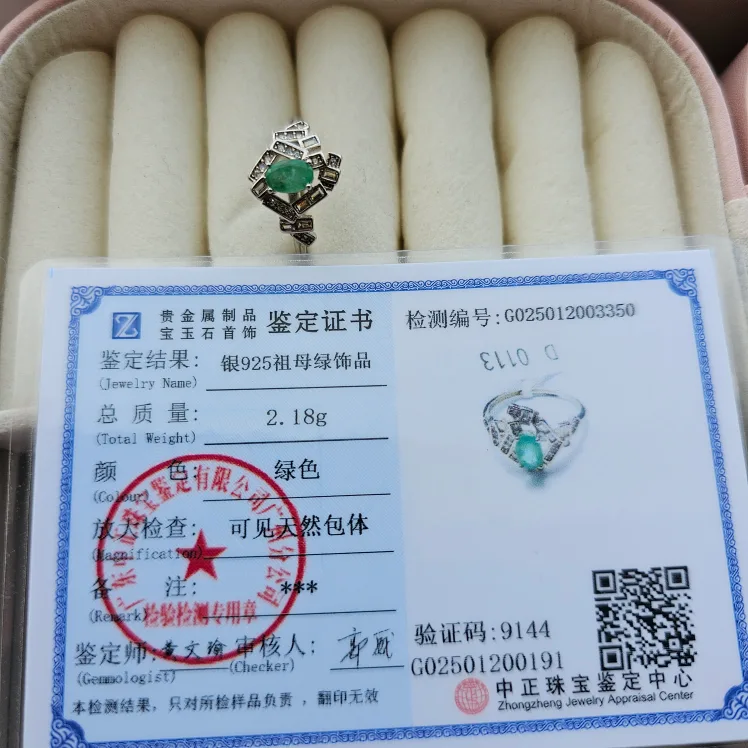 贵金属制品
宝玉石首饰 鉴定证书
检测编号:G025012003350
鉴定结果: 银925祖母绿饰品
(Jewelry Name)
总质量: 2.18g
(Total Weight)
颜 色: 绿色
(Colour)
放大检查: 可见天然包体
(Magnification)
备 注: ***
(Remark)
检验检测专用章
鉴定师: 黄文瑜 审核人:
(Gemmologist) (Checker)
本检测结果,只对所检样品负责,翻印无效
D 0113
验证码:9144
G02501200191
中正珠宝鉴定中心
Zhongzheng Jewelry Appraisal Center